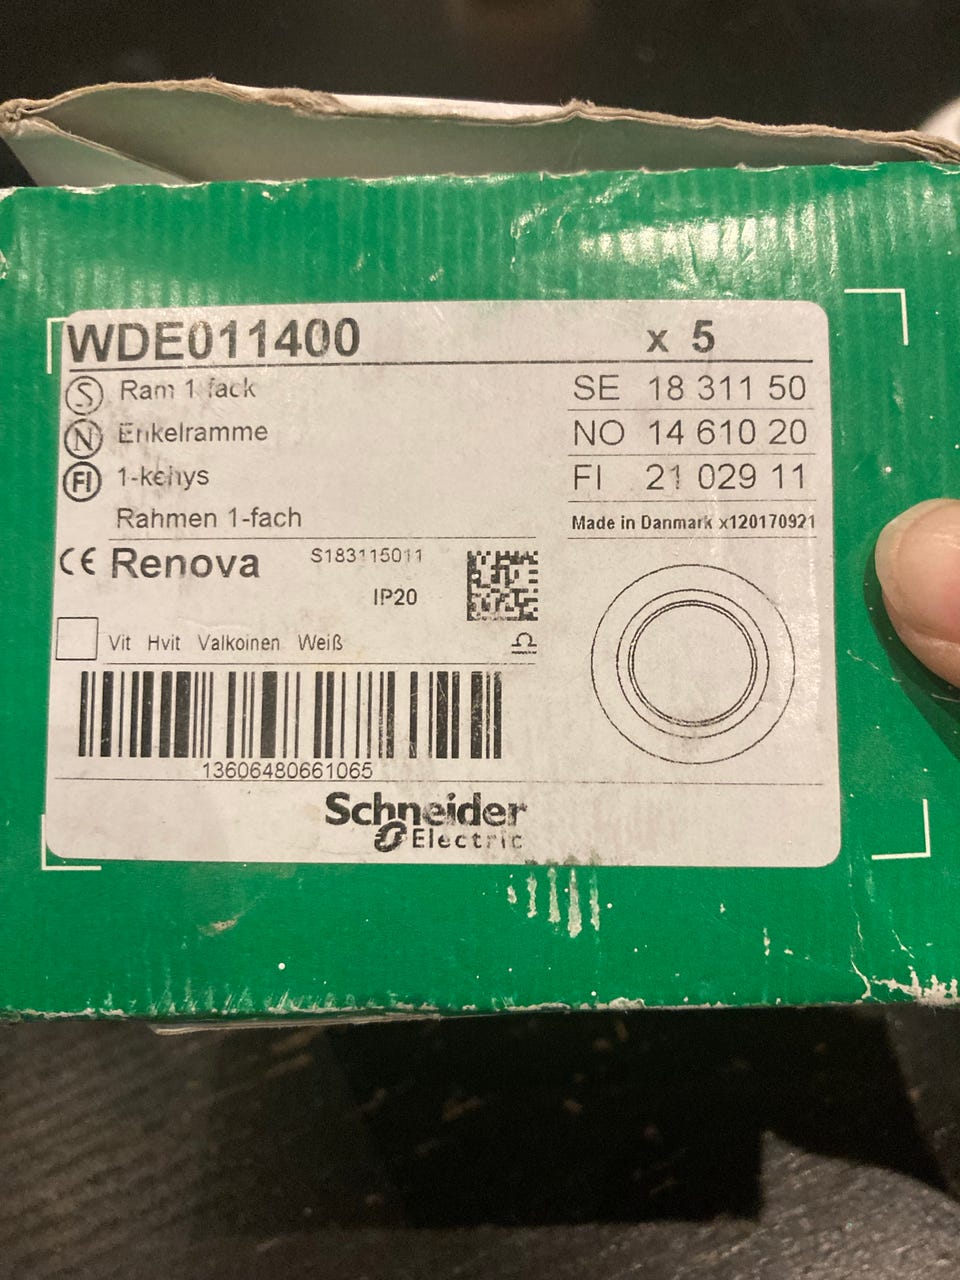 WDE011400 x 5
S Ram 1 fack SE 18 311 50
N Enkelramme NO 14 610 20
FI 1-kehys FI 21 029 11
Rahmen 1-fach Made in Danmark x120170921
CE Renova S183115011
IP20
Vit Hvit Valkoinen Weiß
13606480661065
Schneider
Electric